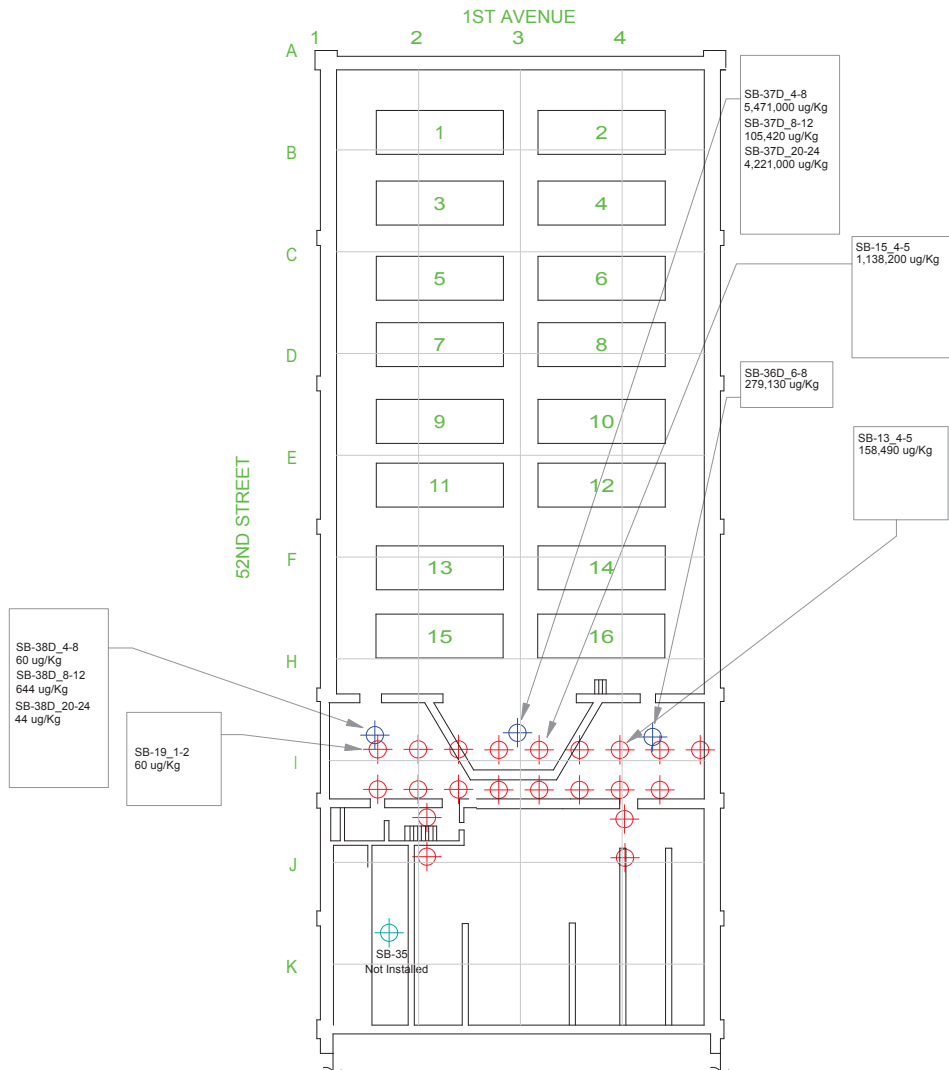 1ST AVENUE
1 2 3 4
A
SB-37D_4-8
5,471,000 ug/Kg
SB-37D_8-12
105,420 ug/Kg
SB-37D_20-24
4,221,000 ug/Kg
1 2
B
3 4
SB-15_4-5
1,138,200 ug/Kg
C
5 6
7 8
D
SB-36D_6-8
279,130 ug/Kg
9 10
SB-13_4-5
158,490 ug/Kg
E
11 12
52ND STREET
F
13 14
15 16
H
SB-38D_4-8
60 ug/Kg
SB-38D_8-12
644 ug/Kg
SB-38D_20-24
44 ug/Kg
SB-19_1-2
60 ug/Kg
I
J
SB-35
Not Installed
K